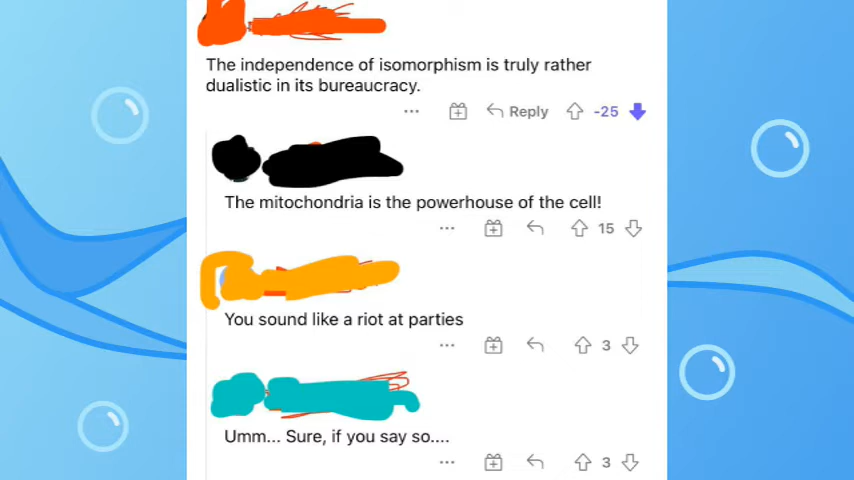 The independence of isomorphism is truly rather
dualistic in its bureaucracy.
Reply -25
The mitochondria is the powerhouse of the cell!
15
You sound like a riot at parties
3
Umm... Sure, if you say so....
3